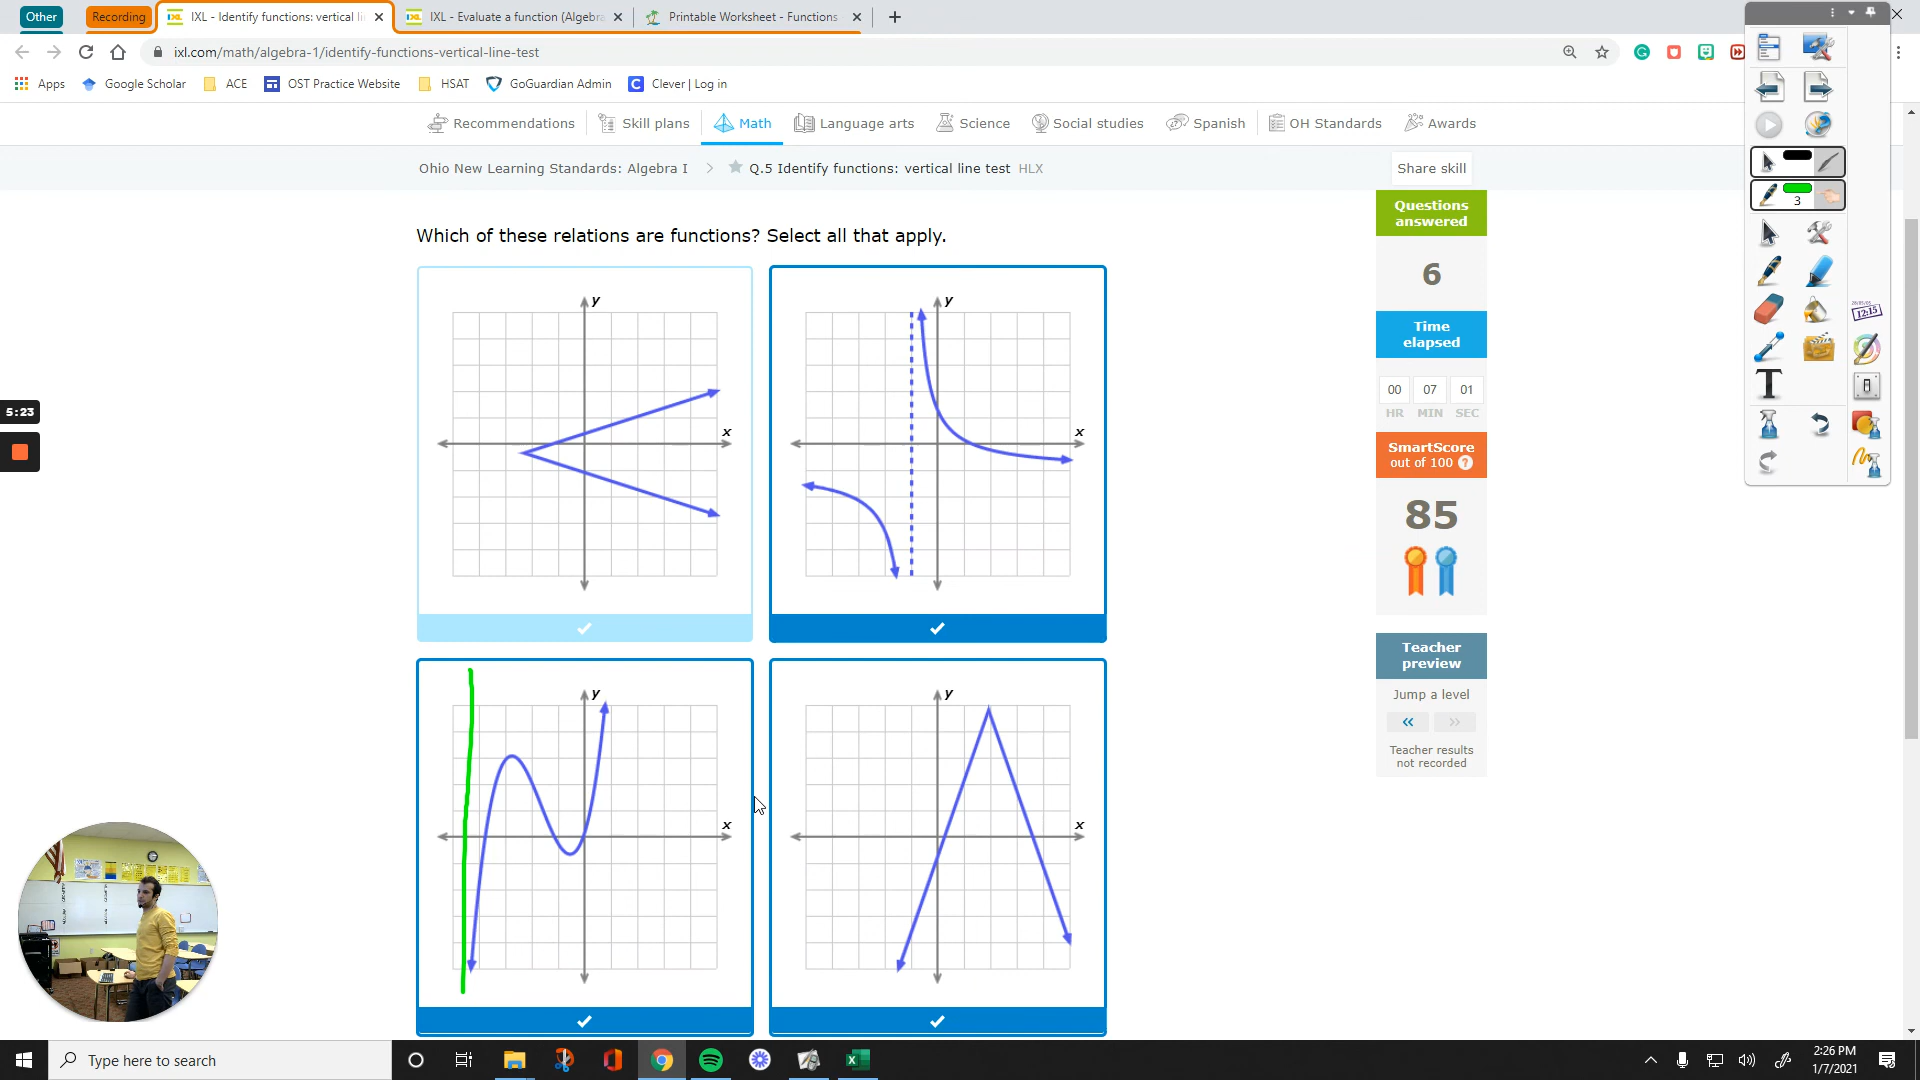 Other
Recording
IXL - Identify functions: vertical li
IXL - Evaluate a function (Algebra
Printable Worksheet - Functions
ixl.com/math/algebra-1/identify-functions-vertical-line-test
Apps
Google Scholar
ACE
OST Practice Website
HSAT
GoGuardian Admin
Clever | Log in
Recommendations
Skill plans
Math
Language arts
Science
Social studies
Spanish
OH Standards
Awards
Ohio New Learning Standards: Algebra I
Q.5 Identify functions: vertical line test HLX
Share skill
Which of these relations are functions? Select all that apply.
y
x
y
x
y
x
y
x
Questions
answered
6
Time
elapsed
00 07 01
HR MIN SEC
SmartScore
out of 100 ?
85
Teacher
preview
Jump a level
Teacher results
not recorded
5:23
3
12:15
T
Type here to search
2:26 PM
1/7/2021